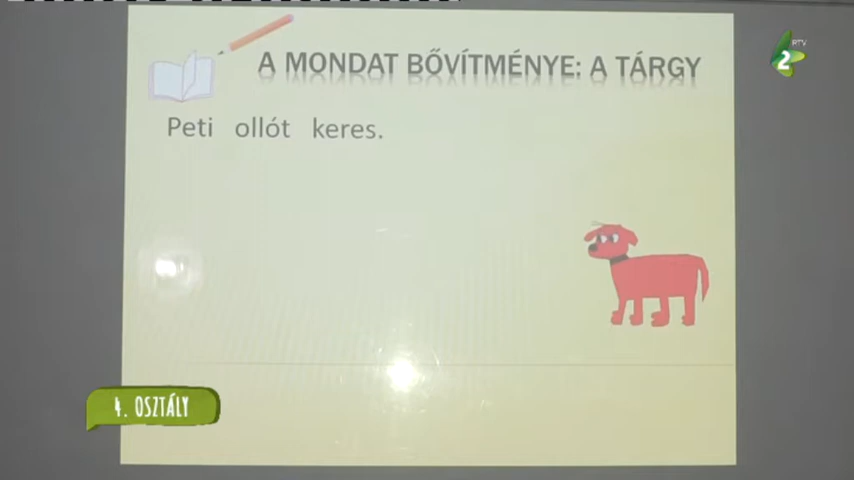 A MONDAT BŐVÍTMÉNYE: A TÁRGY
RTV
2
Peti ollót keres.
4. OSZTÁLY